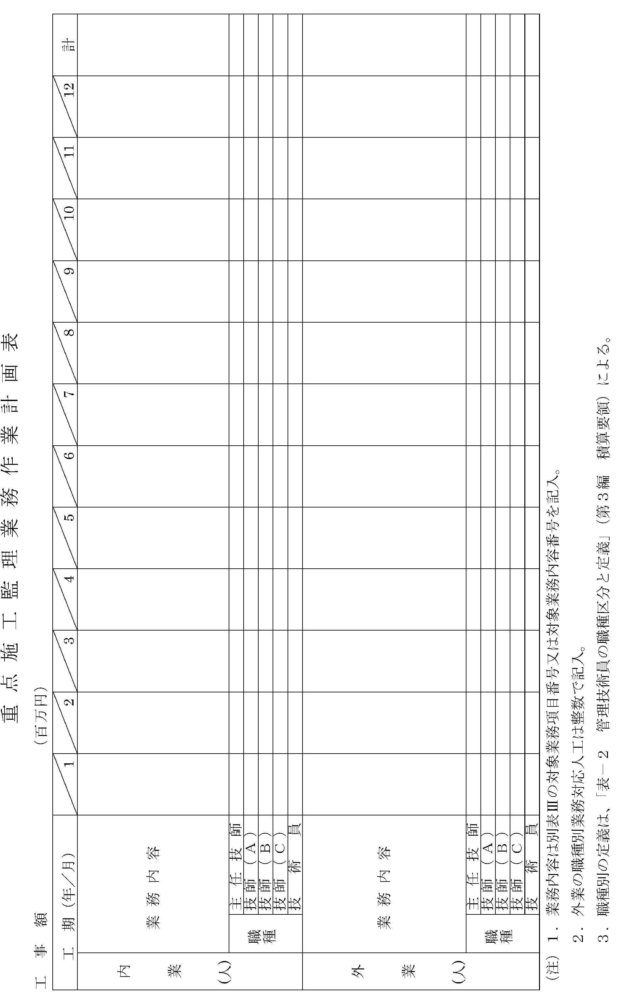 重点施工監理業務作業計画表
工事額　　　　（百万円）
工期（年／月） 1 2 3 4 5 6 7 8 9 10 11 12 計
内業（人）
業務内容
職種
主任技師
技師（A）
技師（B）
技師（C）
技術員
外業（人）
業務内容
職種
主任技師
技師（A）
技師（B）
技師（C）
技術員
（注）１．業務内容は別表Ⅲの対象業務項目番号又は対象業務内容番号を記入。
２．外業の職種別業務対応人工は整数で記入。
３．職種別の定義は、「表－２　管理技術員の職種区分と定義」（第３編　積算要領）による。